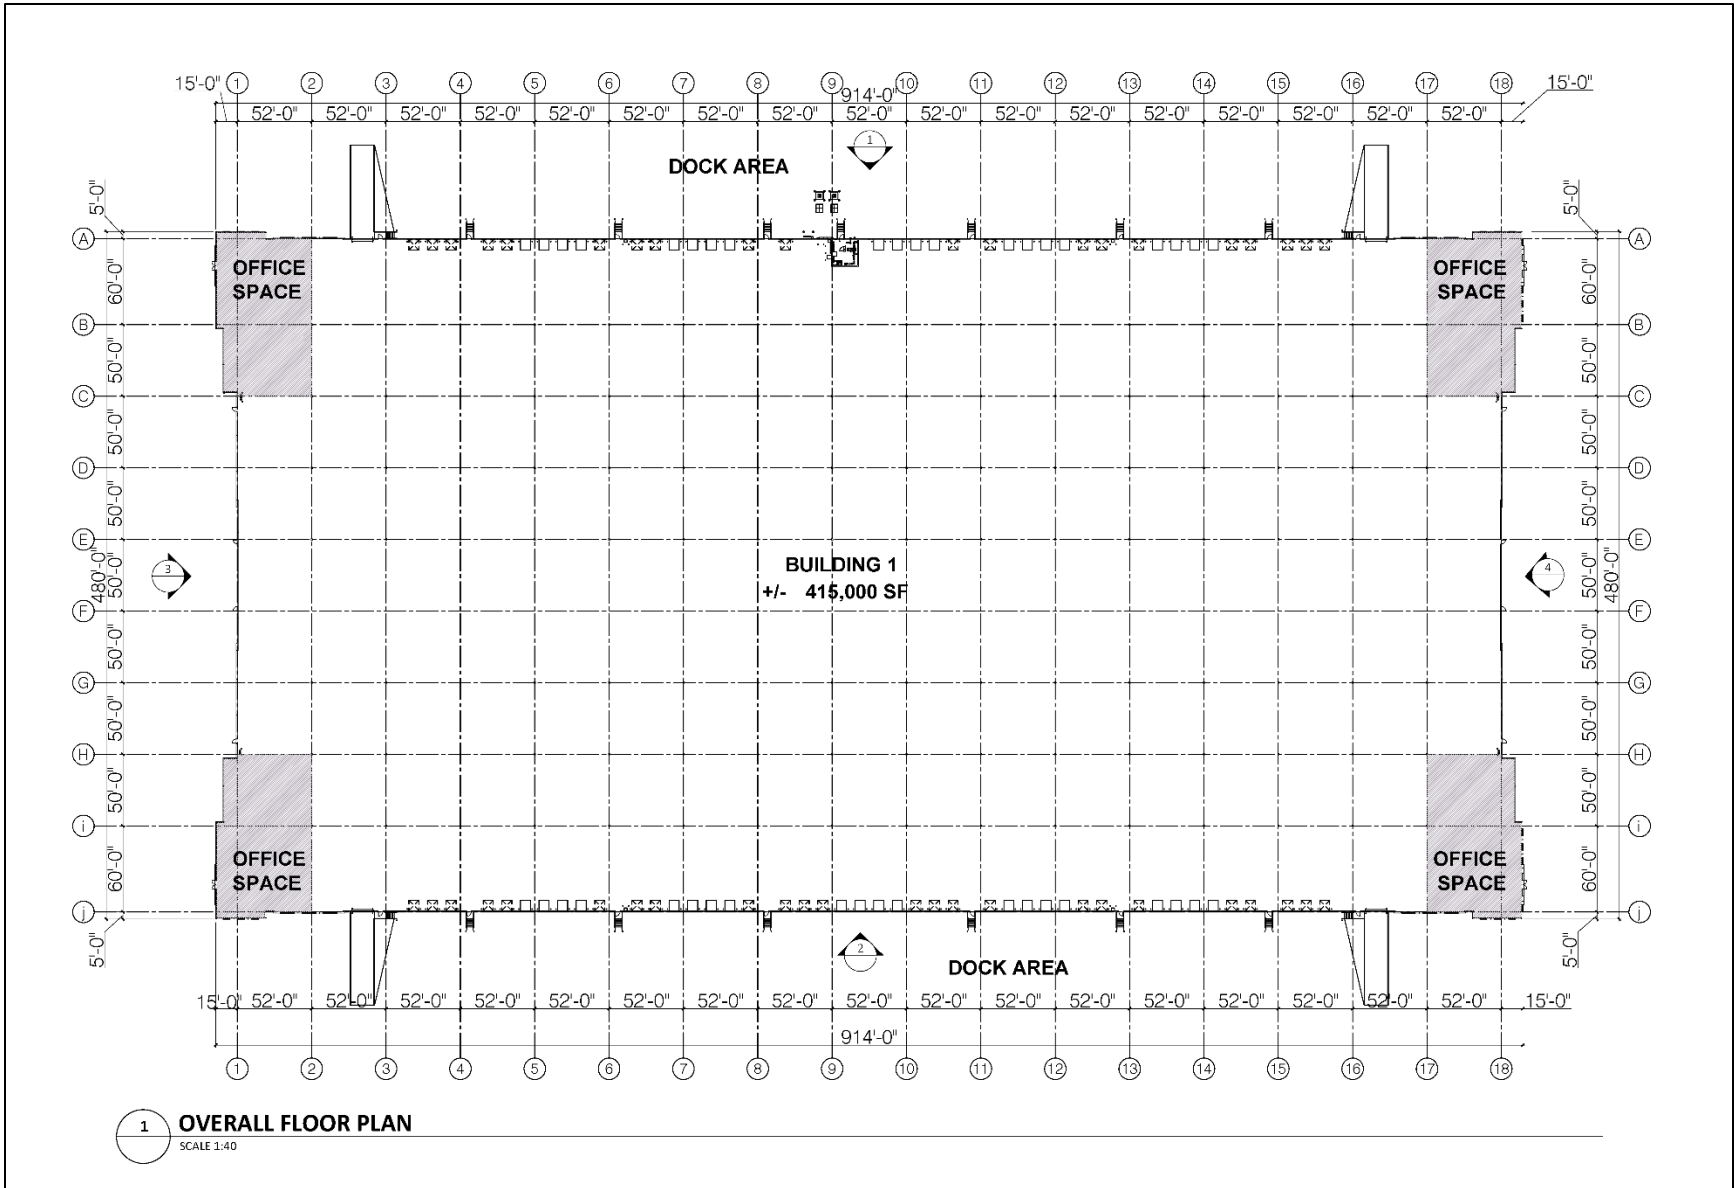 1 2 3 4 5 6 7 8 9 10 11 12 13 14 15 16 17 18
15'-0" 914'-0" 15'-0"
52'-0" 52'-0" 52'-0" 52'-0" 52'-0" 52'-0" 52'-0" 52'-0" 52'-0" 52'-0" 52'-0" 52'-0" 52'-0" 52'-0" 52'-0" 52'-0" 52'-0"
1
DOCK AREA
5'-0" 5'-0"
A A
OFFICE
SPACE
OFFICE
SPACE
60'-0" 60'-0"
B B
50'-0" 50'-0"
C C
50'-0" 50'-0"
D D
50'-0" 50'-0"
E E
BUILDING 1
+/- 415,000 SF
3 4
480'-0" 480'-0"
50'-0" 50'-0"
F F
50'-0" 50'-0"
G G
50'-0" 50'-0"
H H
50'-0" 50'-0"
i i
OFFICE
SPACE
OFFICE
SPACE
60'-0" 60'-0"
j j
5'-0" 5'-0"
2
DOCK AREA
15'-0" 52'-0" 52'-0" 52'-0" 52'-0" 52'-0" 52'-0" 52'-0" 52'-0" 52'-0" 52'-0" 52'-0" 52'-0" 52'-0" 52'-0" 52'-0" 52'-0" 52'-0" 15'-0"
914'-0"
1 2 3 4 5 6 7 8 9 10 11 12 13 14 15 16 17 18
1 OVERALL FLOOR PLAN
SCALE 1:40